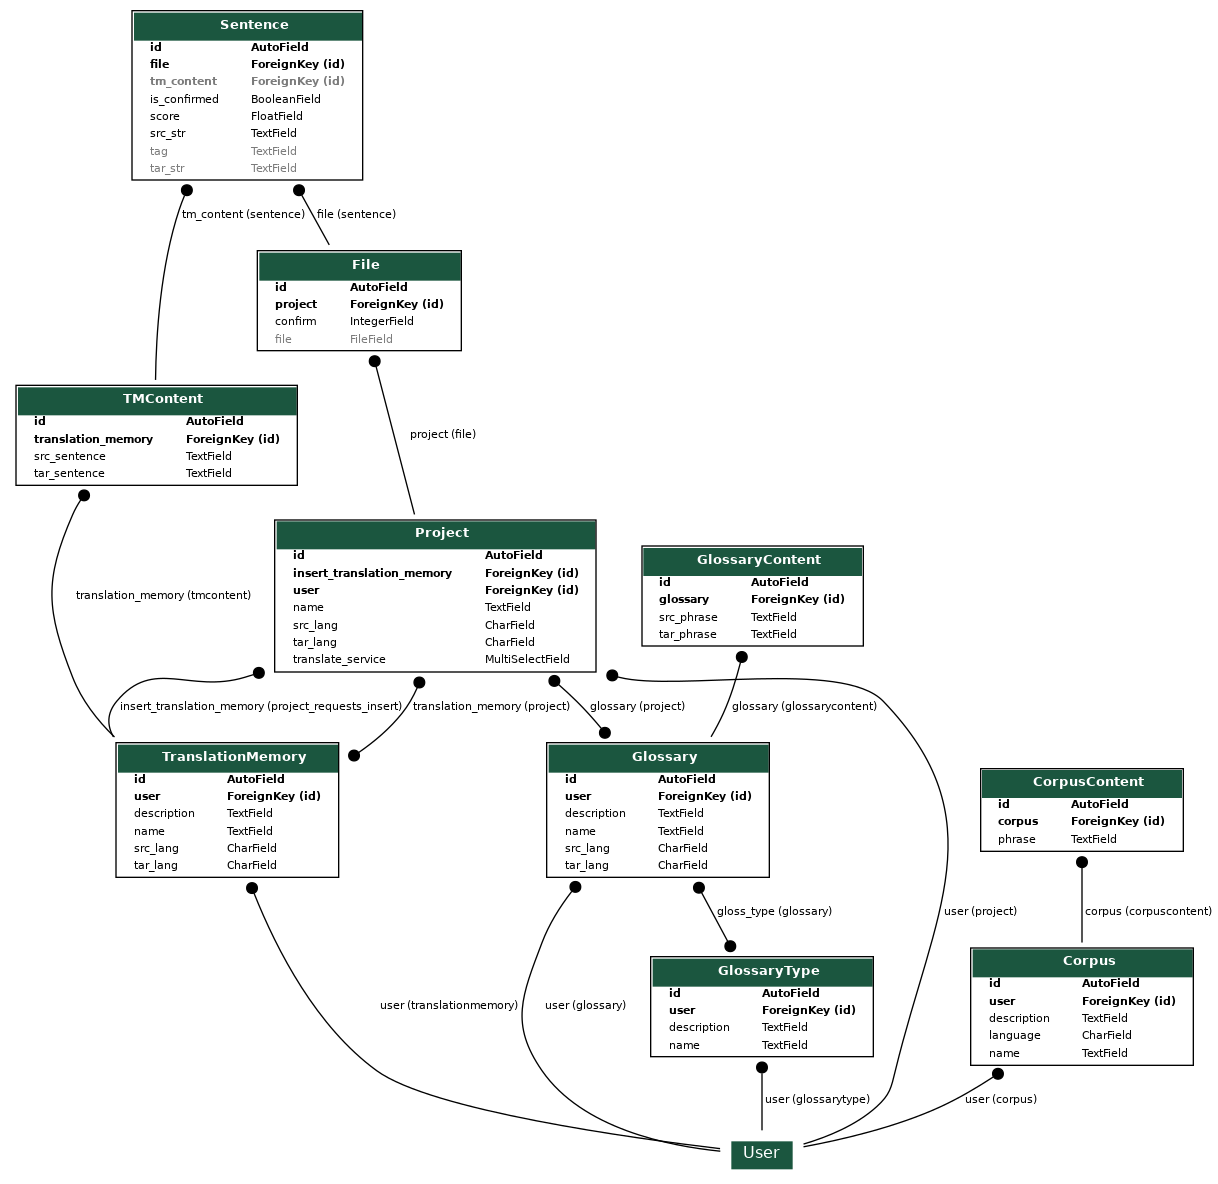 Sentence
id AutoField
file ForeignKey (id)
tm_content ForeignKey (id)
is_confirmed BooleanField
score FloatField
src_str TextField
tag TextField
tar_str TextField
tm_content (sentence) file (sentence)
File
id AutoField
project ForeignKey (id)
confirm IntegerField
file FileField
TMContent
id AutoField
translation_memory ForeignKey (id)
src_sentence TextField
tar_sentence TextField
project (file)
Project
id AutoField
insert_translation_memory ForeignKey (id)
user ForeignKey (id)
name TextField
src_lang CharField
tar_lang CharField
translate_service MultiSelectField
GlossaryContent
id AutoField
glossary ForeignKey (id)
src_phrase TextField
tar_phrase TextField
translation_memory (tmcontent)
insert_translation_memory (project_requests_insert) translation_memory (project) glossary (project) glossary (glossarycontent)
TranslationMemory
id AutoField
user ForeignKey (id)
description TextField
name TextField
src_lang CharField
tar_lang CharField
Glossary
id AutoField
user ForeignKey (id)
description TextField
name TextField
src_lang CharField
tar_lang CharField
CorpusContent
id AutoField
corpus ForeignKey (id)
phrase TextField
gloss_type (glossary) user (project) corpus (corpuscontent)
GlossaryType
id AutoField
user ForeignKey (id)
description TextField
name TextField
Corpus
id AutoField
user ForeignKey (id)
description TextField
language CharField
name TextField
user (translationmemory) user (glossary)
user (glossarytype) user (corpus)
User